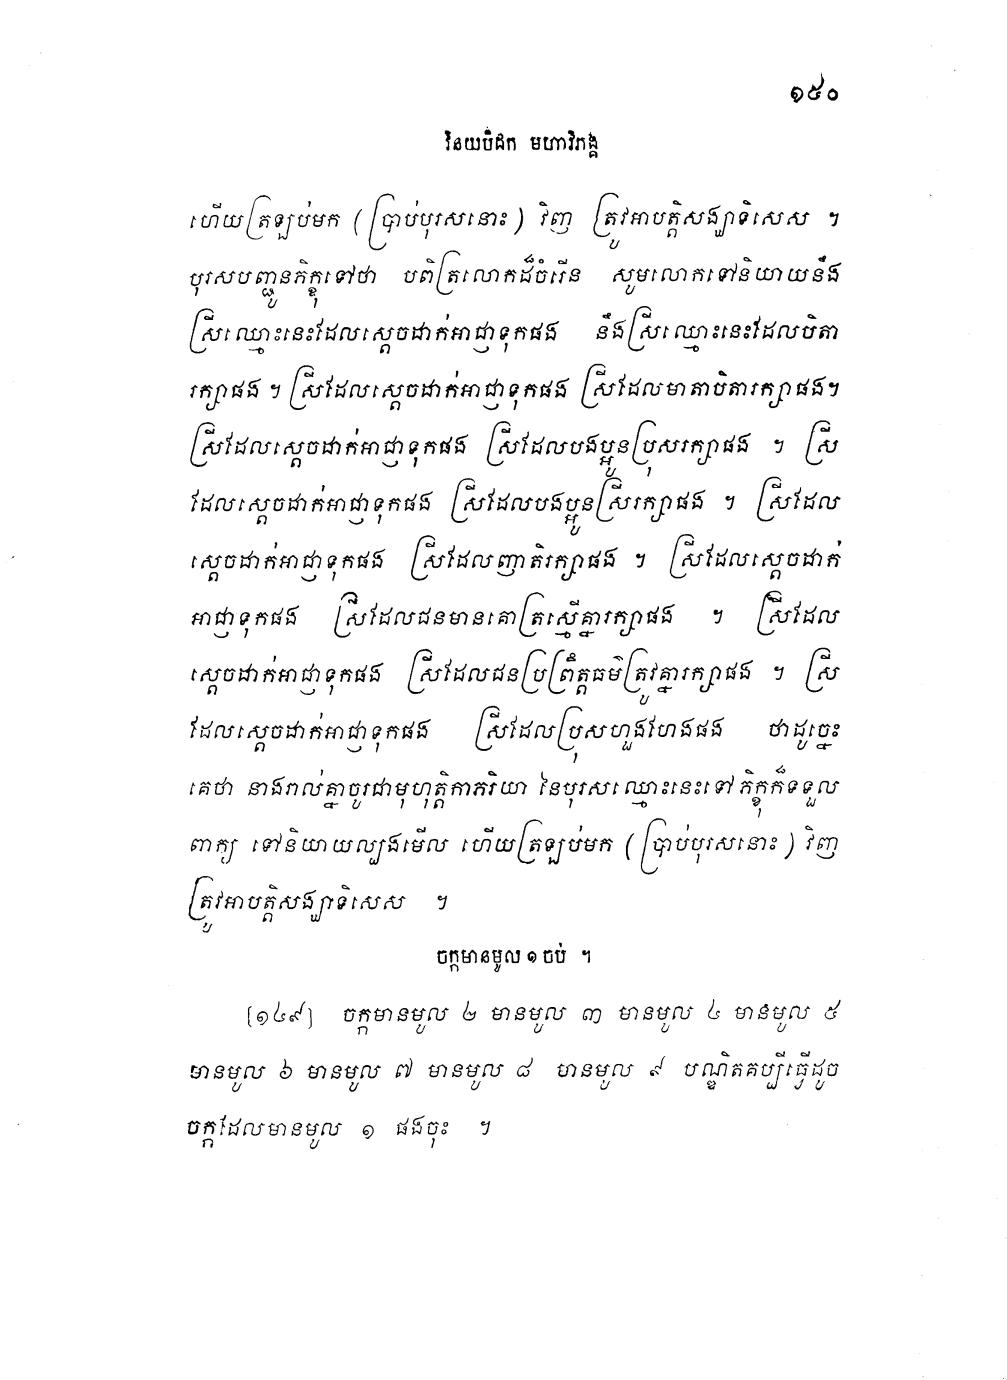 ១៥០
វិនយបិដក មហាវិភង្គ
ហើយត្រឡប់មក (ប្រាប់បុរសនោះ) វិញ ត្រូវអាបត្តិសង្ឃាទិសេស ។
បុរសបញ្ជូនភិក្ខុទៅថា បពិត្រលោកដ៏ចំរើន សូមលោកទៅនិយាយនឹង
ស្រីឈ្មោះនេះដែលស្តេចដាក់អាជ្ញាទុកផង នឹងស្រីឈ្មោះនេះដែលបិតា
រក្សាផង ។ ស្រីដែលស្តេចដាក់អាជ្ញាទុកផង ស្រីដែលមាតាបិតារក្សាផង។
ស្រីដែលស្តេចដាក់អាជ្ញាទុកផង ស្រីដែលបងប្អូនប្រុសរក្សាផង ។ ស្រី
ដែលស្តេចដាក់អាជ្ញាទុកផង ស្រីដែលបងប្អូនស្រីរក្សាផង ។ ស្រីដែល
ស្តេចដាក់អាជ្ញាទុកផង ស្រីដែលញាតិរក្សាផង ។ ស្រីដែលស្តេចដាក់
អាជ្ញាទុកផង ស្រីដែលជនមានគោត្រស្មើគ្នារក្សាផង ។ ស្រីដែល
ស្តេចដាក់អាជ្ញាទុកផង ស្រីដែលជនប្រព្រឹត្តធម៌ត្រូវគ្នារក្សាផង ។ ស្រី
ដែលស្តេចដាក់អាជ្ញាទុកផង ស្រីដែលប្រុសហួងហែងផង ថាដូច្នេះ
គេថា នាងរាល់គ្នាចូរជាមុហុត្តិកាភរិយា នៃបុរសឈ្មោះនេះទៅ ភិក្ខុក៏ទទួល
ពាក្យ ទៅនិយាយល្បងមើល ហើយត្រឡប់មក (ប្រាប់បុរសនោះ) វិញ
ត្រូវអាបត្តិសង្ឃាទិសេស ។
ចក្កមានមូល ១ ចប់ ។
[១៤៩] ចក្កមានមូល ២ មានមូល ៣ មានមូល ៤ មានមូល ៥
មានមូល ៦ មានមូល ៧ មានមូល ៨ មានមូល ៩ បណ្ឌិតគប្បីធ្វើដូច
ចក្កដែលមានមូល ១ ផងចុះ ។